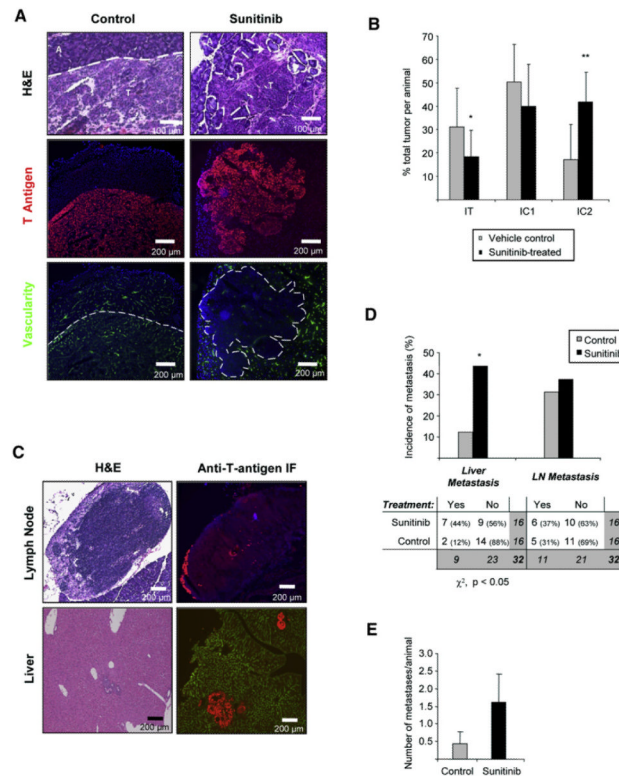 A
Control
Sunitinib
H&E
A
T
100 µm
T
100 µm
T Antigen
200 µm
200 µm
Vascularity
200 µm
200 µm
B
% total tumor per animal
70
60
50
40
30
20
10
*
**
IT
IC1
IC2
Vehicle control
Sunitinib-treated
C
H&E
Anti-T-antigen IF
Lymph Node
200 µm
200 µm
Liver
200 µm
200 µm
D
Control
Sunitinib
Incidence of metastasis (%)
50
40
30
20
10
*
Liver Metastasis
LN Metastasis
Treatment: Yes No Yes No
Sunitinib 7 (44%) 9 (56%) 16 6 (37%) 10 (63%) 16
Control 2 (12%) 14 (88%) 16 5 (31%) 11 (69%) 16
9 23 32 11 21 32
χ², p < 0.05
E
Number of metastases/animal
3.0
2.5
2.0
1.5
1.0
0.5
Control
Sunitinib